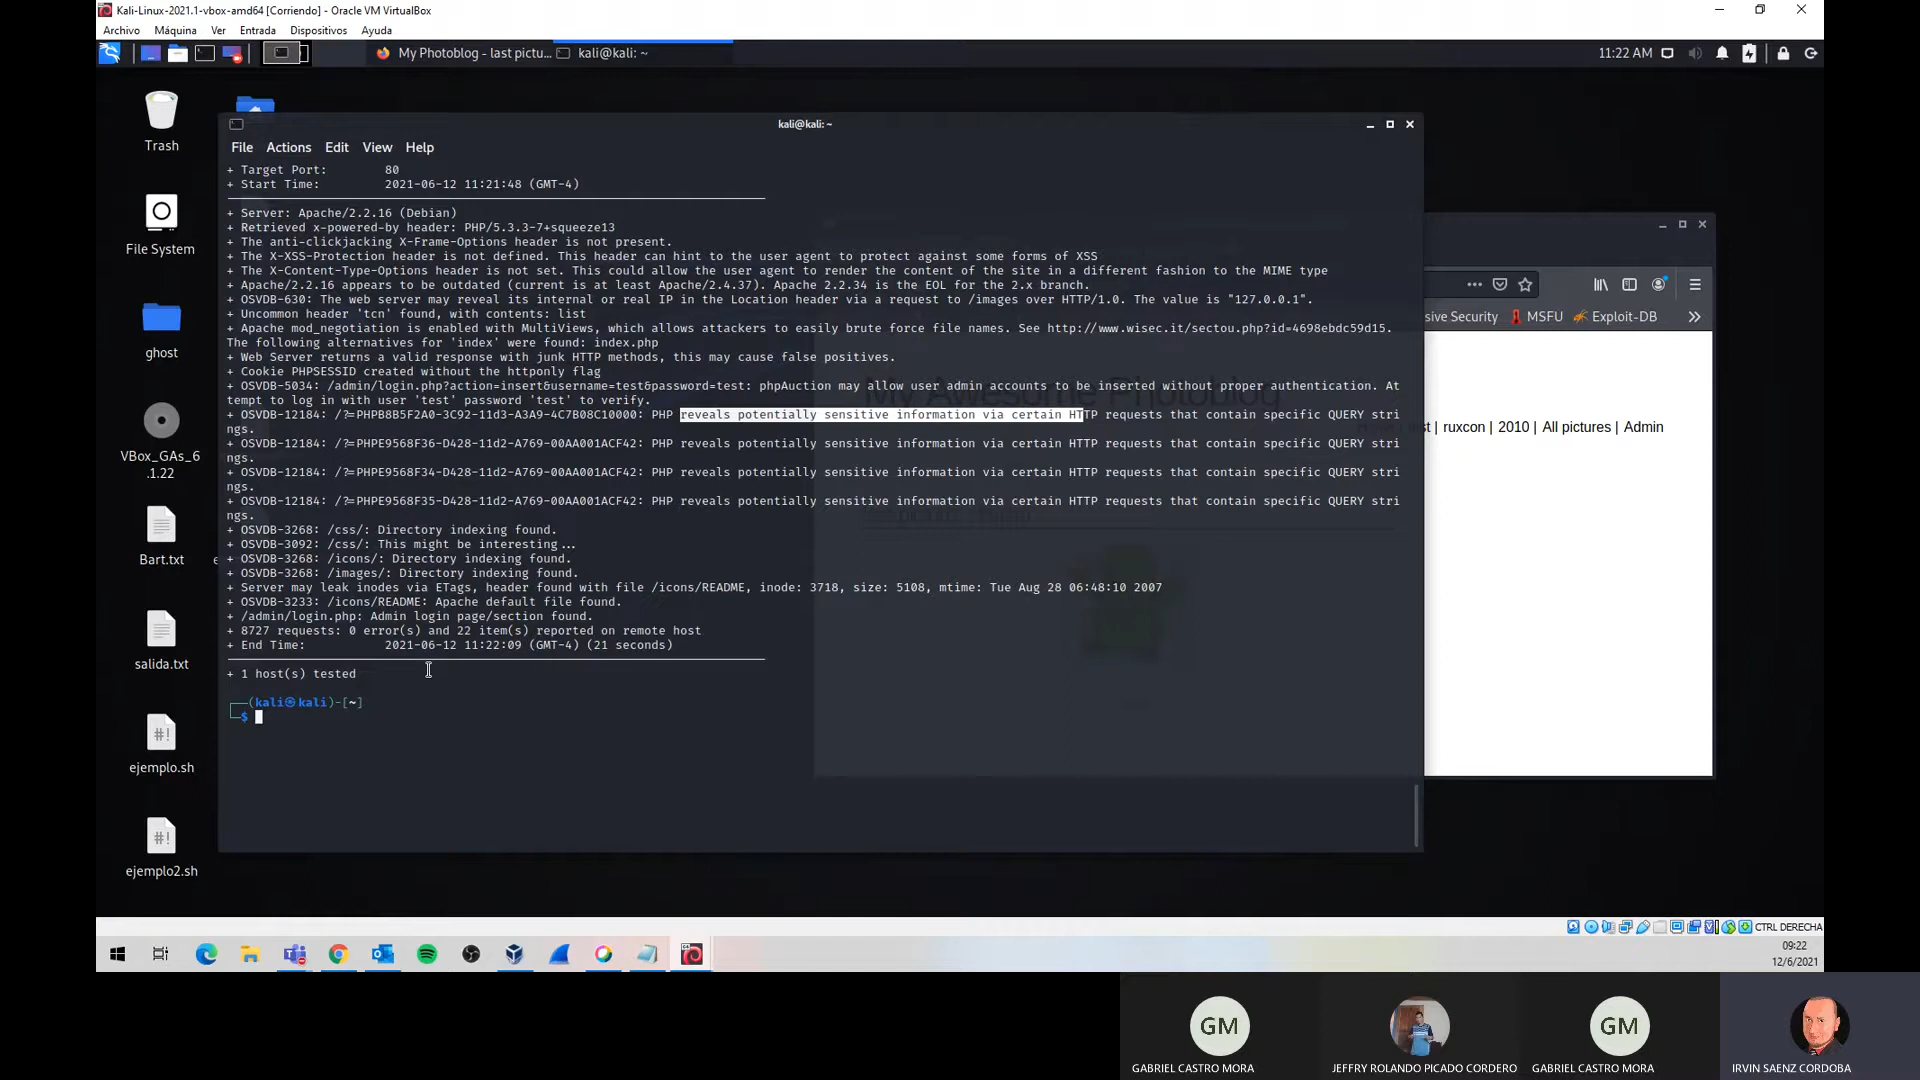 Kali-Linux-2021.1-vbox-amd64 [Corriendo] - Oracle VM VirtualBox
Archivo Máquina Ver Entrada Dispositivos Ayuda
My Photoblog - last pictu...
kali@kali: ~
11:22 AM
Trash
File System
ghost
VBox_GAs_6
.1.22
Bart.txt
salida.txt
ejemplo.sh
ejemplo2.sh
kali@kali: ~
File Actions Edit View Help
+ Target Port: 80
+ Start Time: 2021-06-12 11:21:48 (GMT-4)
+ Server: Apache/2.2.16 (Debian)
+ Retrieved x-powered-by header: PHP/5.3.3-7+squeeze13
+ The anti-clickjacking X-Frame-Options header is not present.
+ The X-XSS-Protection header is not defined. This header can hint to the user agent to protect against some forms of XSS
+ The X-Content-Type-Options header is not set. This could allow the user agent to render the content of the site in a different fashion to the MIME type
+ Apache/2.2.16 appears to be outdated (current is at least Apache/2.4.37). Apache 2.2.34 is the EOL for the 2.x branch.
+ OSVDB-630: The web server may reveal its internal or real IP in the Location header via a request to /images over HTTP/1.0. The value is "127.0.0.1".
+ Uncommon header 'tcn' found, with contents: list
+ Apache mod_negotiation is enabled with MultiViews, which allows attackers to easily brute force file names. See http://www.wisec.it/sectou.php?id=4698ebdc59d15.
The following alternatives for 'index' were found: index.php
+ Web Server returns a valid response with junk HTTP methods, this may cause false positives.
+ Cookie PHPSESSID created without the httponly flag
+ OSVDB-5034: /admin/login.php?action=insert&username=test&password=test: phpAuction may allow user admin accounts to be inserted without proper authentication. At
tempt to log in with user 'test' password 'test' to verify.
+ OSVDB-12184: /?=PHPB8B5F2A0-3C92-11d3-A3A9-4C7B08C10000: PHP reveals potentially sensitive information via certain HTTP requests that contain specific QUERY stri
ngs.
+ OSVDB-12184: /?=PHPE9568F36-D428-11d2-A769-00AA001ACF42: PHP reveals potentially sensitive information via certain HTTP requests that contain specific QUERY stri
ngs.
+ OSVDB-12184: /?=PHPE9568F34-D428-11d2-A769-00AA001ACF42: PHP reveals potentially sensitive information via certain HTTP requests that contain specific QUERY stri
ngs.
+ OSVDB-12184: /?=PHPE9568F35-D428-11d2-A769-00AA001ACF42: PHP reveals potentially sensitive information via certain HTTP requests that contain specific QUERY stri
ngs.
+ OSVDB-3268: /css/: Directory indexing found.
+ OSVDB-3092: /css/: This might be interesting...
+ OSVDB-3268: /icons/: Directory indexing found.
+ OSVDB-3268: /images/: Directory indexing found.
+ Server may leak inodes via ETags, header found with file /icons/README, inode: 3718, size: 5108, mtime: Tue Aug 28 06:48:10 2007
+ OSVDB-3233: /icons/README: Apache default file found.
+ /admin/login.php: Admin login page/section found.
+ 8727 requests: 0 error(s) and 22 item(s) reported on remote host
+ End Time: 2021-06-12 11:22:09 (GMT-4) (21 seconds)
+ 1 host(s) tested
(kali㉿kali)-[~]
$
My Awesome Photoblog
sive Security MSFU Exploit-DB
st | ruxcon | 2010 | All pictures | Admin
CTRL DERECHA
09:22
12/6/2021
GM
GM
GABRIEL CASTRO MORA
JEFFRY ROLANDO PICADO CORDERO
GABRIEL CASTRO MORA
IRVIN SAENZ CORDOBA